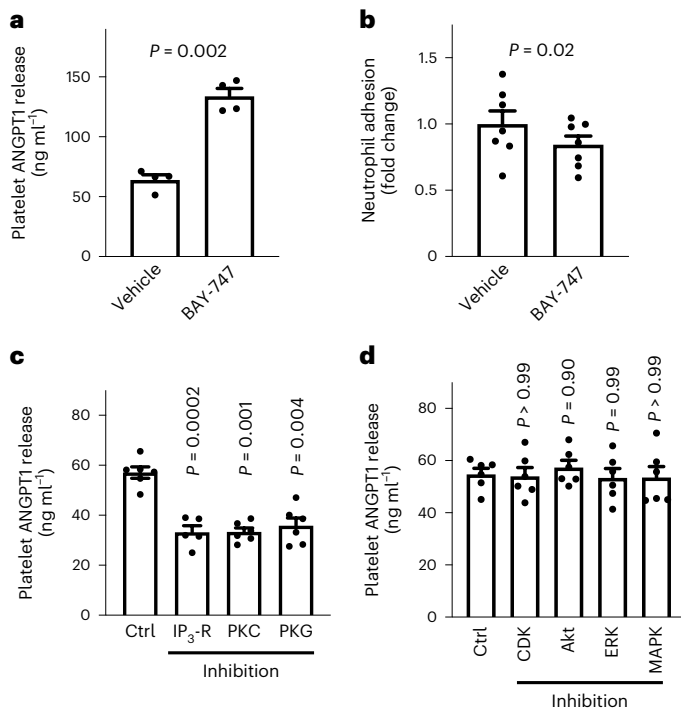 a
Platelet ANGPT1 release
(ng ml⁻¹)
150
100
50
0
P = 0.002
Vehicle
BAY-747
b
Neutrophil adhesion
(fold change)
1.5
1.0
0.5
0
P = 0.02
Vehicle
BAY-747
c
Platelet ANGPT1 release
(ng ml⁻¹)
80
60
40
20
0
P = 0.0002
P = 0.001
P = 0.004
Ctrl
IP₃-R
PKC
PKG
Inhibition
d
Platelet ANGPT1 release
(ng ml⁻¹)
80
60
40
20
0
P > 0.99
P = 0.90
P = 0.99
P > 0.99
Ctrl
CDK
Akt
ERK
MAPK
Inhibition